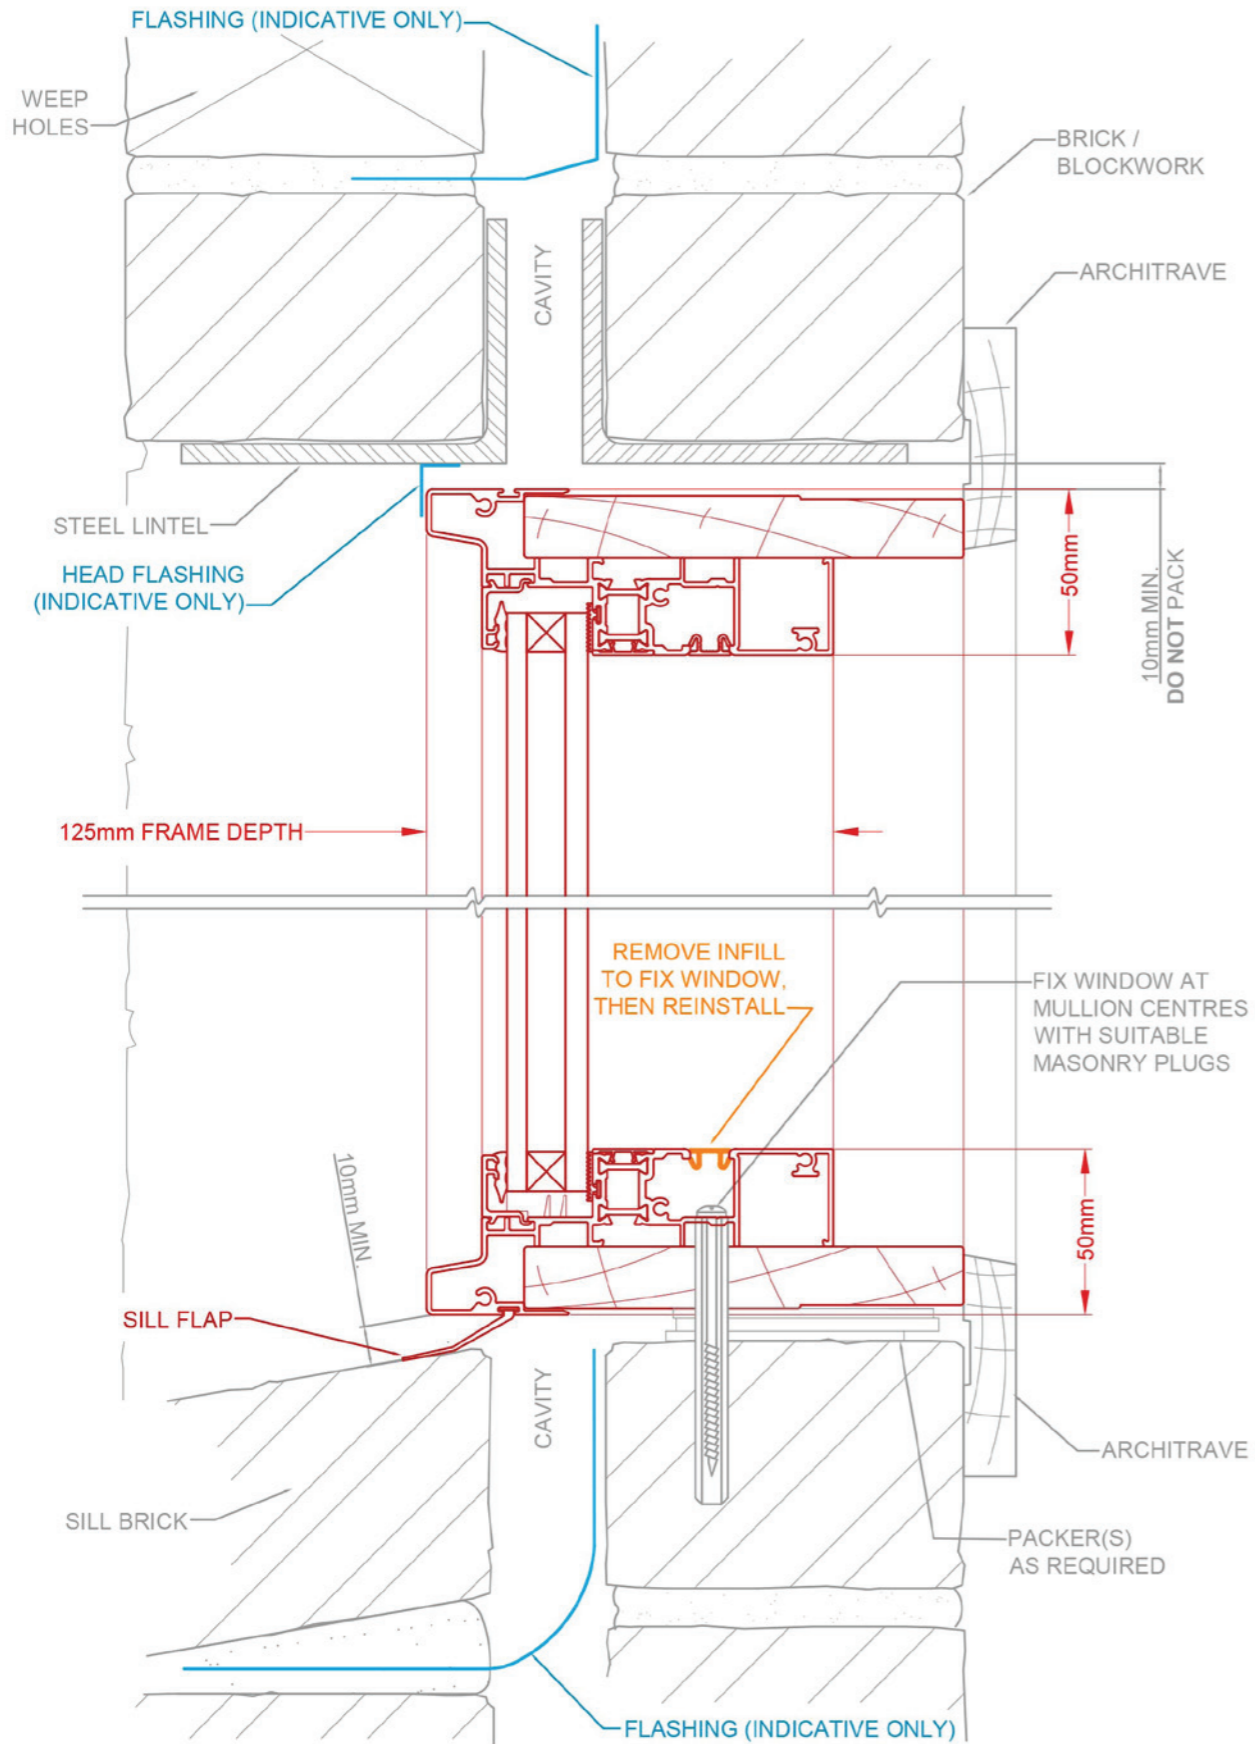 FLASHING (INDICATIVE ONLY)
WEEP
HOLES
BRICK /
BLOCKWORK
CAVITY
ARCHITRAVE
STEEL LINTEL
HEAD FLASHING
(INDICATIVE ONLY)
50mm
10mm MIN.
DO NOT PACK
125mm FRAME DEPTH
REMOVE INFILL
TO FIX WINDOW,
THEN REINSTALL
FIX WINDOW AT
MULLION CENTRES
WITH SUITABLE
MASONRY PLUGS
10mm MIN.
50mm
SILL FLAP
CAVITY
ARCHITRAVE
SILL BRICK
PACKER(S)
AS REQUIRED
FLASHING (INDICATIVE ONLY)